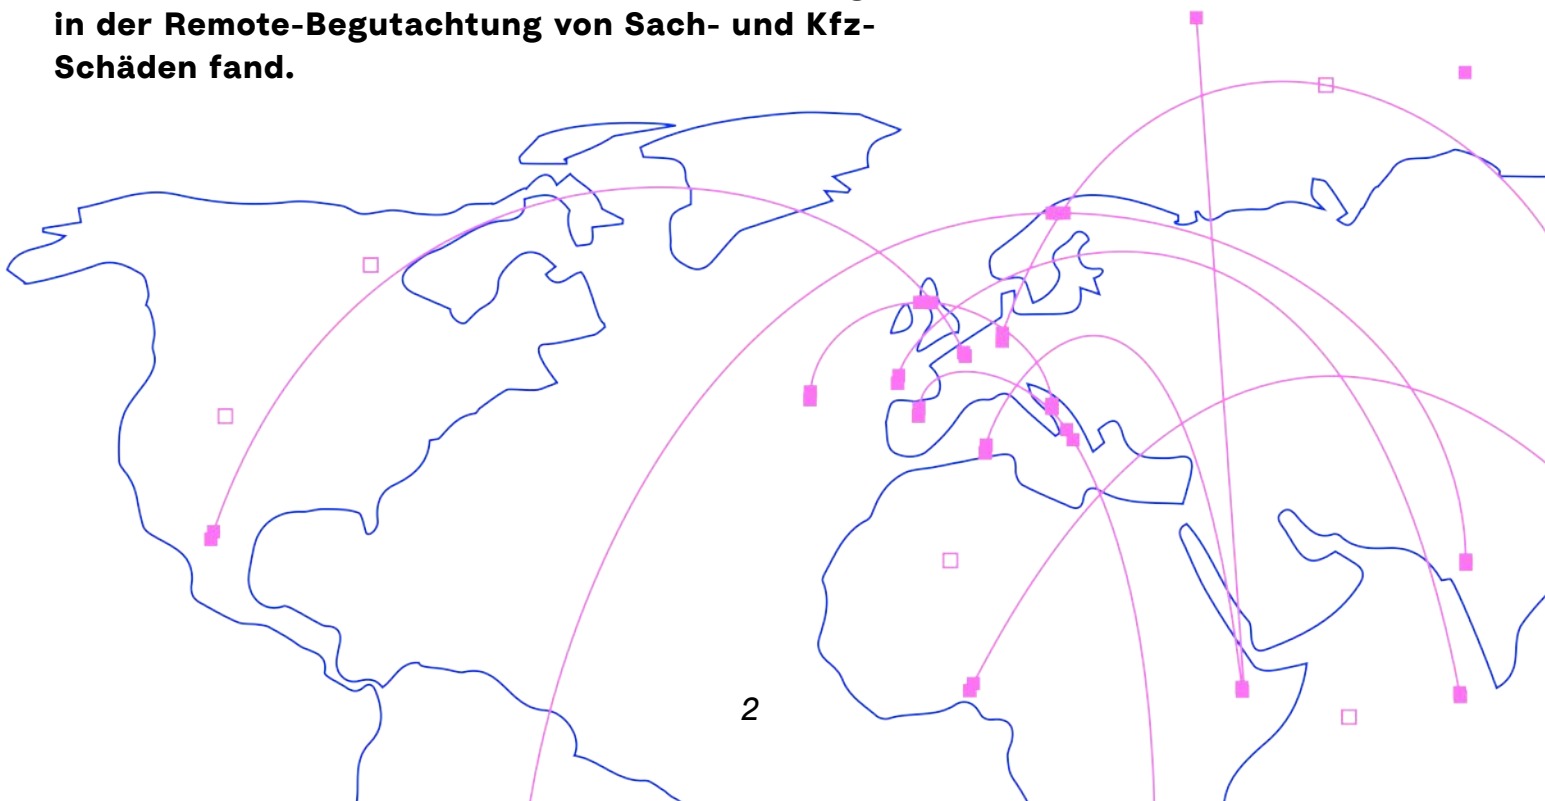 in der Remote-Begutachtung von Sach- und Kfz-
Schäden fand.
2